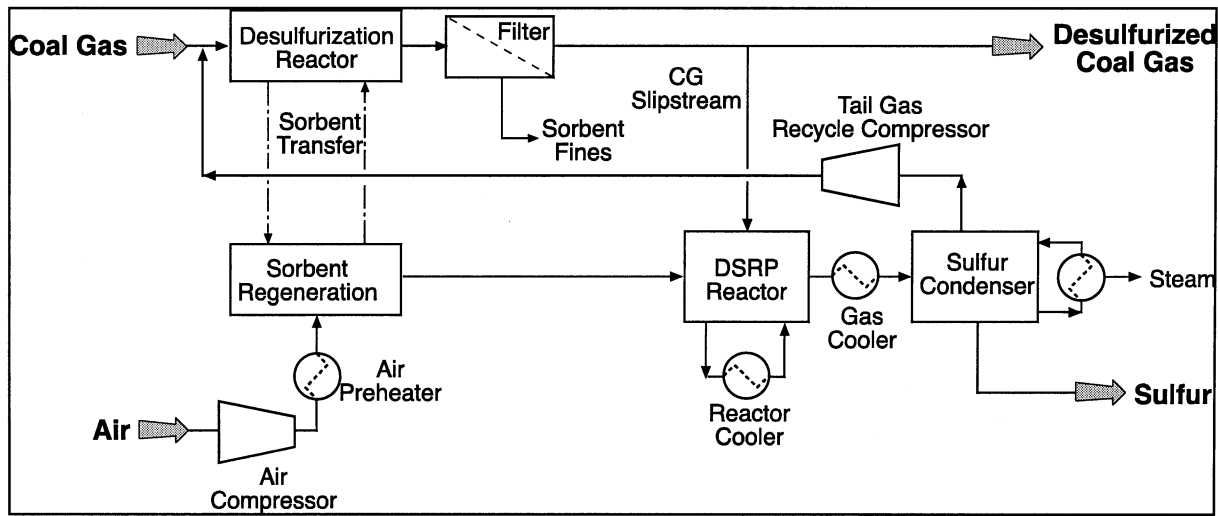 Coal Gas
Desulfurization
Reactor
Filter
Desulfurized
Coal Gas
CG
Slipstream
Sorbent
Transfer
Sorbent
Fines
Tail Gas
Recycle Compressor
Sorbent
Regeneration
DSRP
Reactor
Gas
Cooler
Sulfur
Condenser
Steam
Air
Preheater
Reactor
Cooler
Sulfur
Air
Air
Compressor